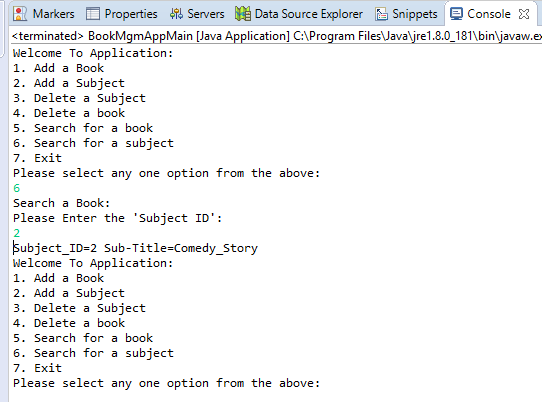 Markers Properties Servers Data Source Explorer Snippets Console
<terminated> BookMgmAppMain [Java Application] C:\Program Files\Java\jre1.8.0_181\bin\javaw.ex
Welcome To Application:
1. Add a Book
2. Add a Subject
3. Delete a Subject
4. Delete a book
5. Search for a book
6. Search for a subject
7. Exit
Please select any one option from the above:
6
Search a Book:
Please Enter the 'Subject ID':
2
Subject_ID=2 Sub-Title=Comedy_Story
Welcome To Application:
1. Add a Book
2. Add a Subject
3. Delete a Subject
4. Delete a book
5. Search for a book
6. Search for a subject
7. Exit
Please select any one option from the above: